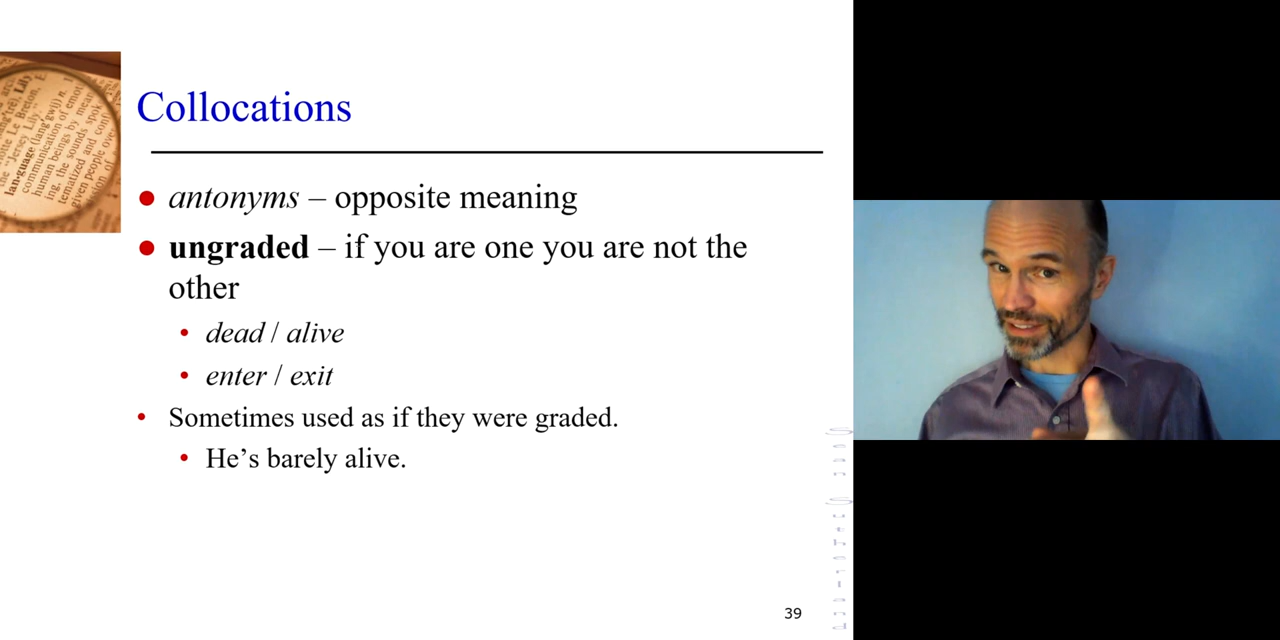 Collocations
● antonyms – opposite meaning
● ungraded – if you are one you are not the
other
• dead / alive
• enter / exit
• Sometimes used as if they were graded.
• He's barely alive.
39